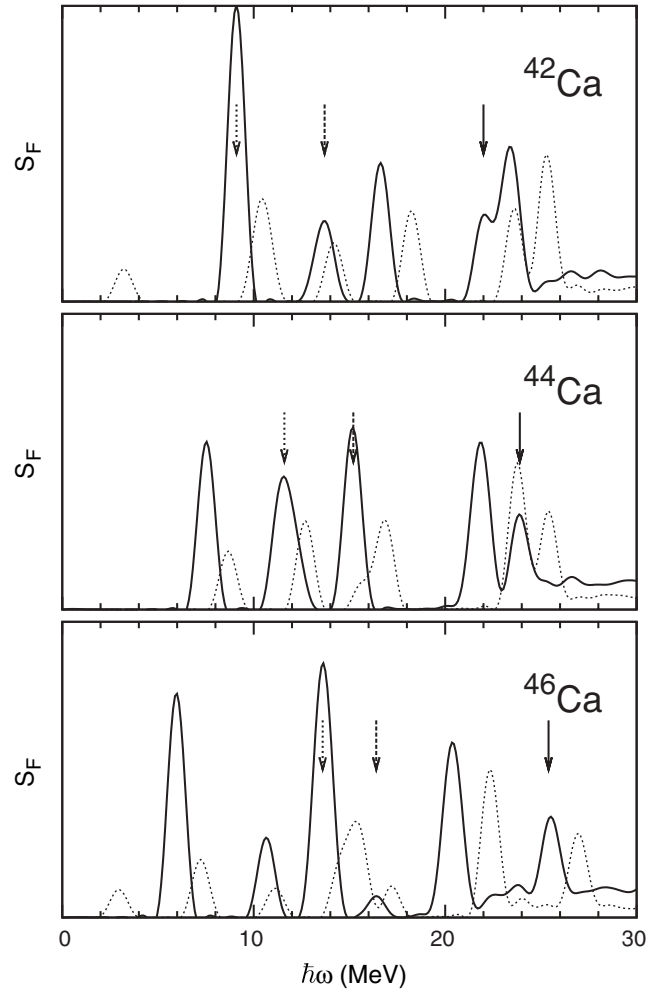 ⁴²Ca
S_F
⁴⁴Ca
S_F
⁴⁶Ca
S_F
0 10 20 30
ℏω (MeV)